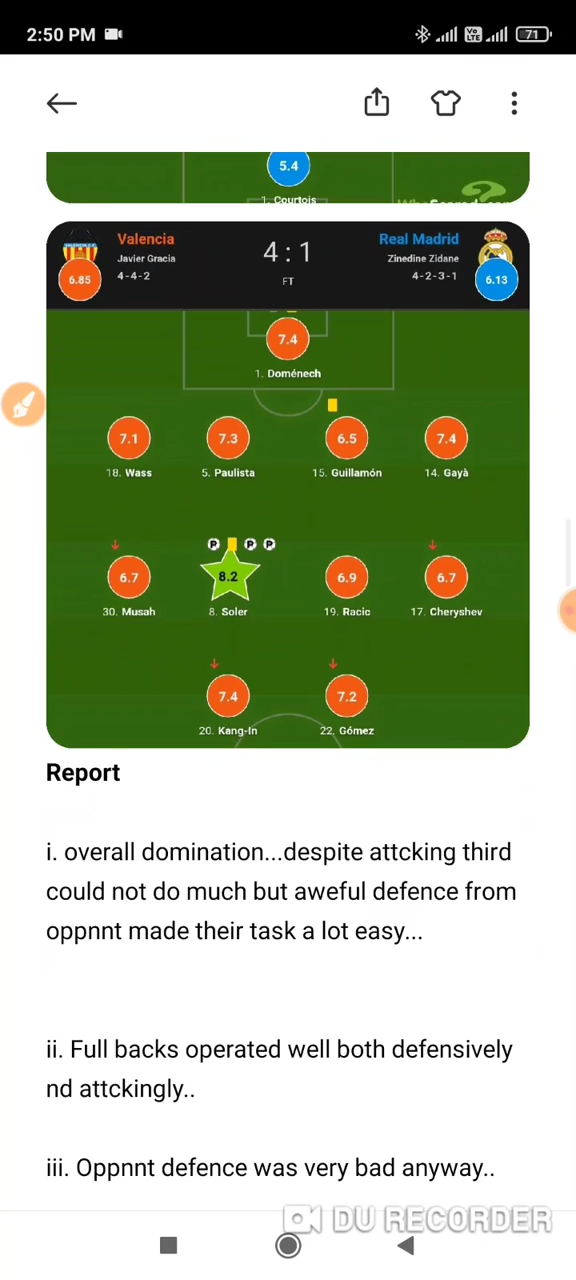 2:50 PM
Vo LTE
71
5.4
1. Courtois
Valencia
4 : 1
Real Madrid
Javier Gracia
Zinedine Zidane
4-4-2
FT
4-2-3-1
6.85
6.13
7.4
1. Doménech
7.1
7.3
6.5
7.4
18. Wass
5. Paulista
15. Guillamón
14. Gayà
P P P
6.7
8.2
6.9
6.7
30. Musah
8. Soler
19. Racic
17. Cheryshev
7.4
7.2
20. Kang-In
22. Gómez
Report
i. overall domination...despite attcking third
could not do much but aweful defence from
oppnnt made their task a lot easy...
ii. Full backs operated well both defensively
nd attckingly..
iii. Oppnnt defence was very bad anyway..
DU RECORDER